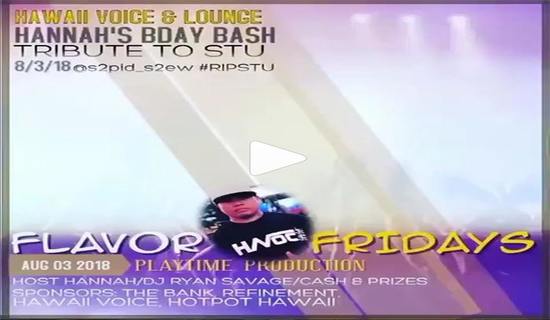 HAWAII VOICE & LOUNGE
HANNAH'S BDAY BASH
TRIBUTE TO STU
8/3/18 @s2pid_s2ew #RIPSTU
HAVOC
FLAVOR FRIDAYS
AUG 03 2018 PLAYTIME PRODUCTION
HOST HANNAH/DJ RYAN SAVAGE/CASH & PRIZES
SPONSORS: THE BANK, REFINEMENT,
HAWAII VOICE, HOTPOT HAWAII